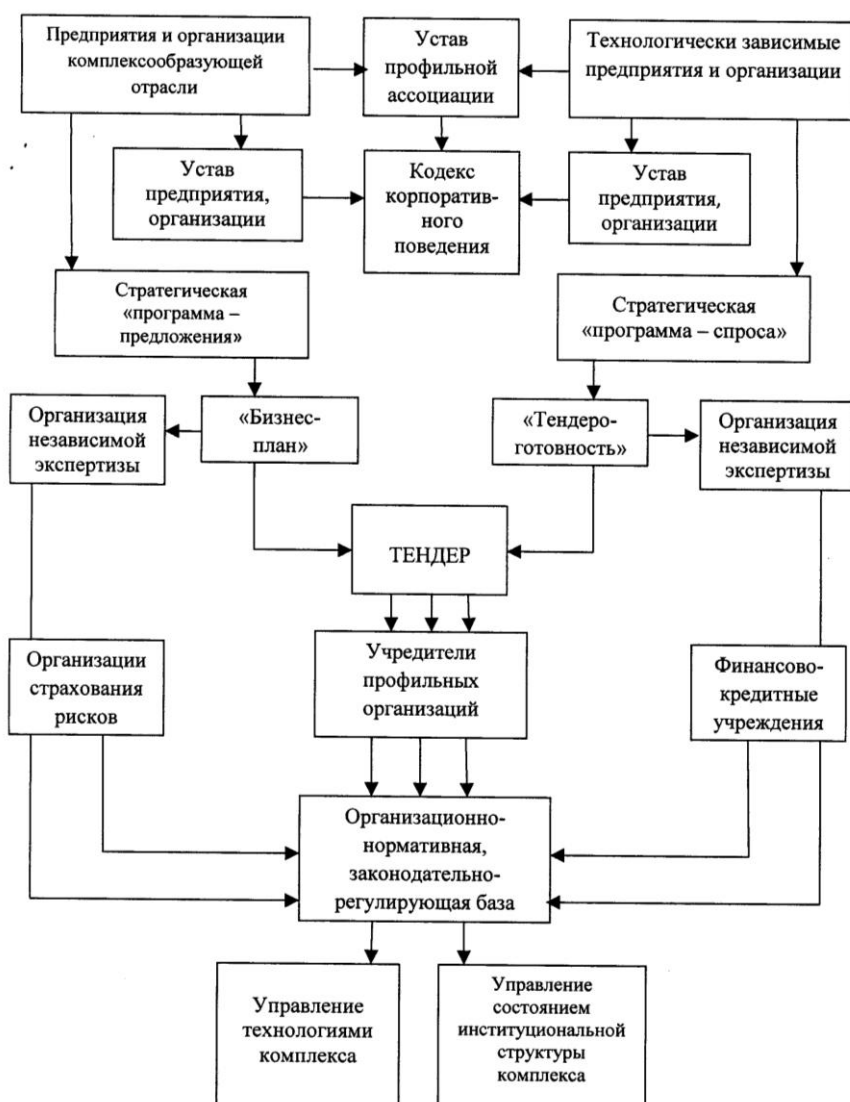 Предприятия и организации
комплексообразующей
отрасли
Устав
профильной
ассоциации
Технологически зависимые
предприятия и организации
Устав
предприятия,
организации
Кодекс
корпоратив-
ного
поведения
Устав
предприятия,
организации
Стратегическая
«программа –
предложения»
Стратегическая
«программа – спроса»
Организация
независимой
экспертизы
«Бизнес-
план»
«Тендеро-
готовность»
Организация
независимой
экспертизы
ТЕНДЕР
Организации
страхования
рисков
Учредители
профильных
организаций
Финансово-
кредитные
учреждения
Организационно-
нормативная,
законодательно-
регулирующая база
Управление
технологиями
комплекса
Управление
состоянием
институциональной
структуры
комплекса